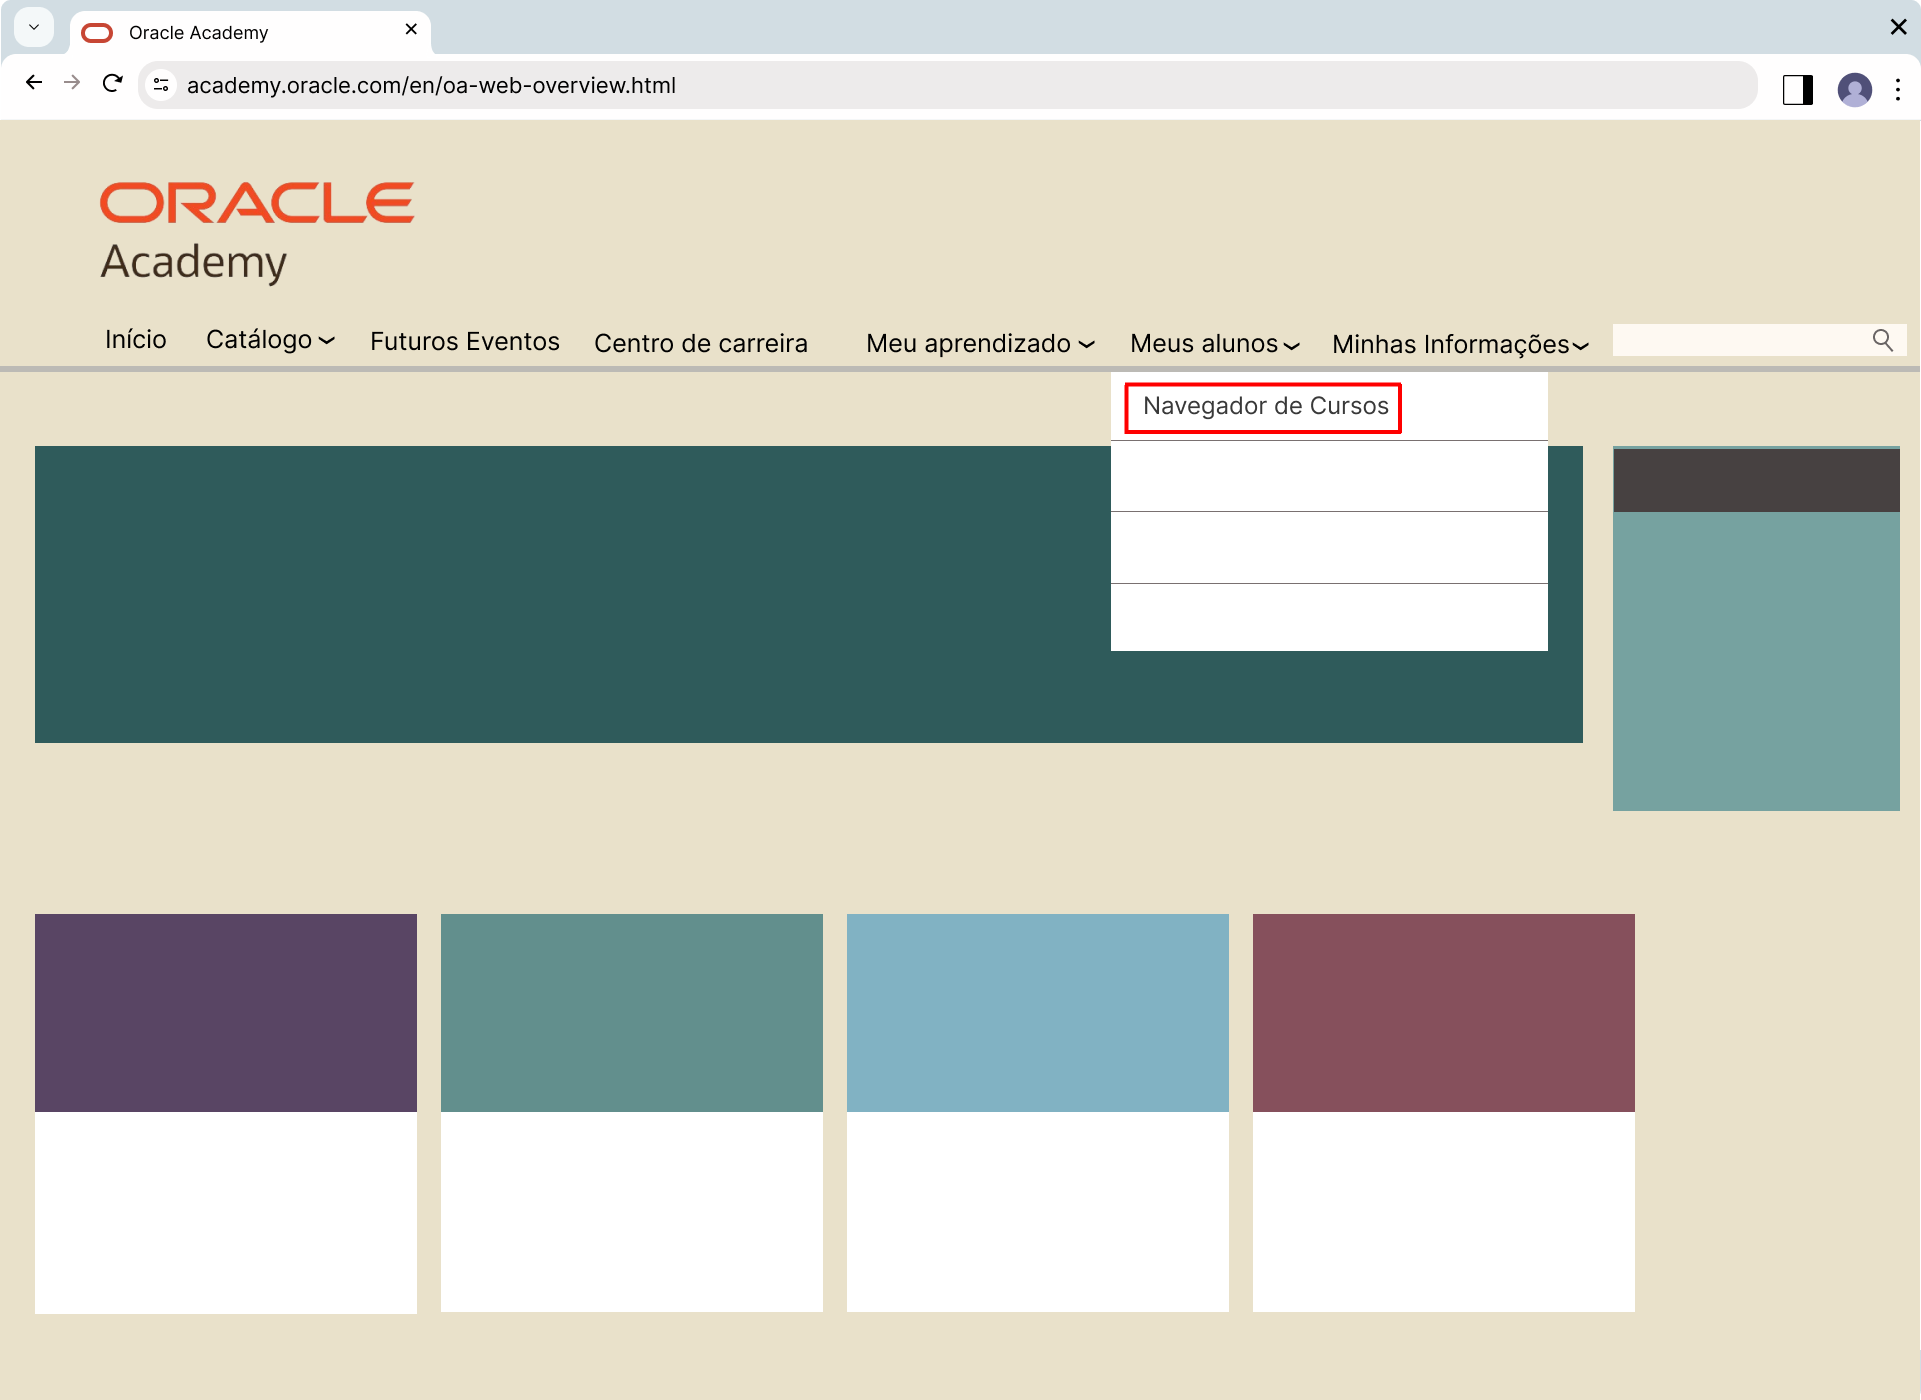 Oracle Academy
academy.oracle.com/en/oa-web-overview.html
ORACLE
Academy
Início Catálogo Futuros Eventos Centro de carreira Meu aprendizado Meus alunos Minhas Informações
Navegador de Cursos